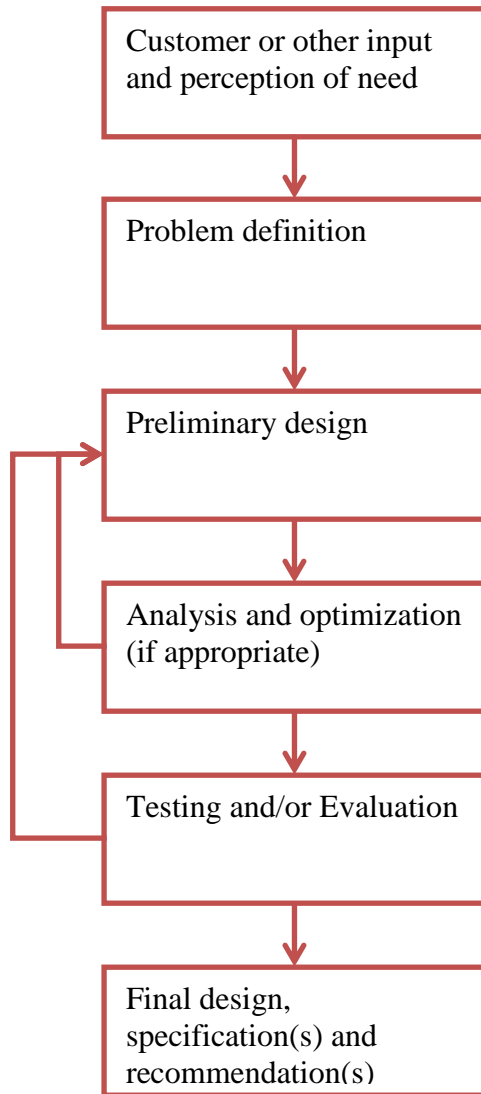 Customer or other input
and perception of need
Problem definition
Preliminary design
Analysis and optimization
(if appropriate)
Testing and/or Evaluation
Final design,
specification(s) and
recommendation(s)